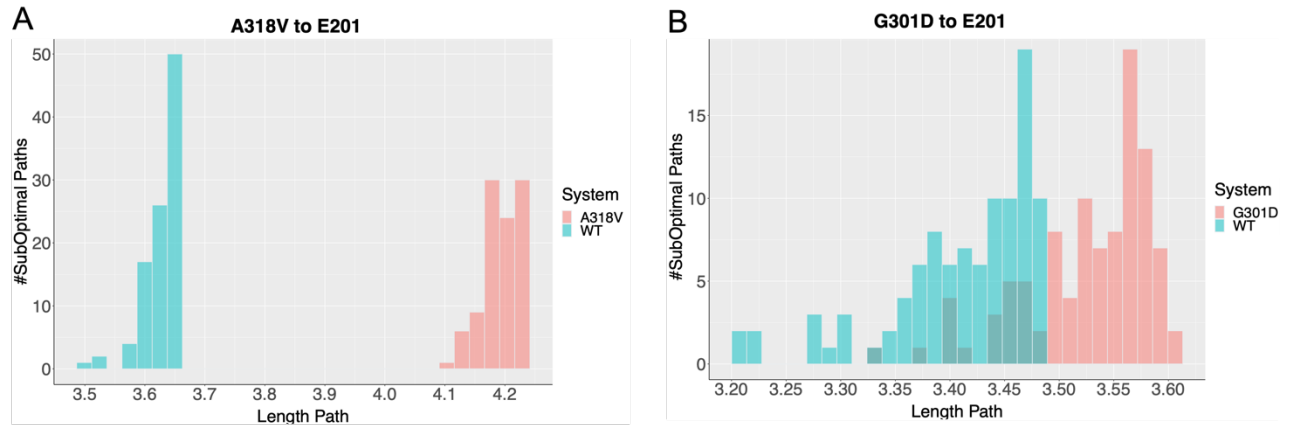 A
A318V to E201
#SubOptimal Paths
50
40
30
20
10
0
3.5 3.6 3.7 3.8 3.9 4.0 4.1 4.2
Length Path
System
A318V
WT
B
G301D to E201
#SubOptimal Paths
15
10
5
0
3.20 3.25 3.30 3.35 3.40 3.45 3.50 3.55 3.60
Length Path
System
G301D
WT